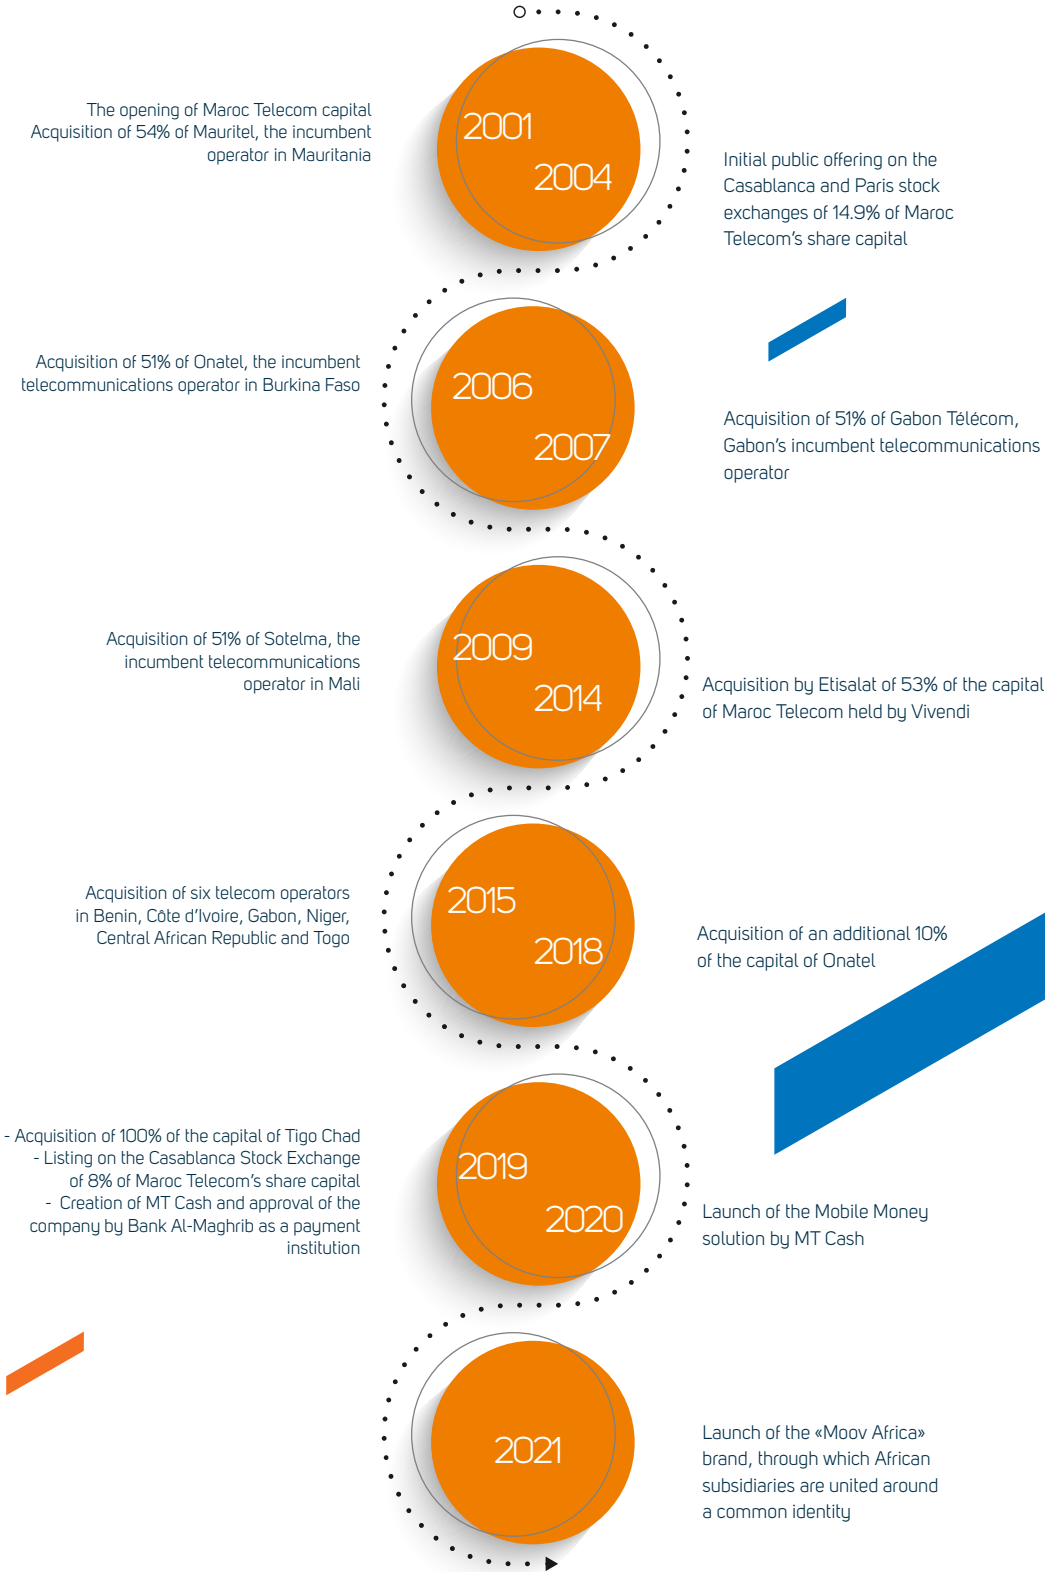 2001
The opening of Maroc Telecom capital
Acquisition of 54% of Mauritel, the incumbent
operator in Mauritania
2004
Initial public offering on the
Casablanca and Paris stock
exchanges of 14.9% of Maroc
Telecom's share capital
2006
Acquisition of 51% of Onatel, the incumbent
telecommunications operator in Burkina Faso
2007
Acquisition of 51% of Gabon Télécom,
Gabon's incumbent telecommunications
operator
2009
Acquisition of 51% of Sotelma, the
incumbent telecommunications
operator in Mali
2014
Acquisition by Etisalat of 53% of the capital
of Maroc Telecom held by Vivendi
2015
Acquisition of six telecom operators
in Benin, Côte d'Ivoire, Gabon, Niger,
Central African Republic and Togo
2018
Acquisition of an additional 10%
of the capital of Onatel
2019
- Acquisition of 100% of the capital of Tigo Chad
- Listing on the Casablanca Stock Exchange
of 8% of Maroc Telecom's share capital
- Creation of MT Cash and approval of the
company by Bank Al-Maghrib as a payment
institution
2020
Launch of the Mobile Money
solution by MT Cash
2021
Launch of the «Moov Africa»
brand, through which African
subsidiaries are united around
a common identity